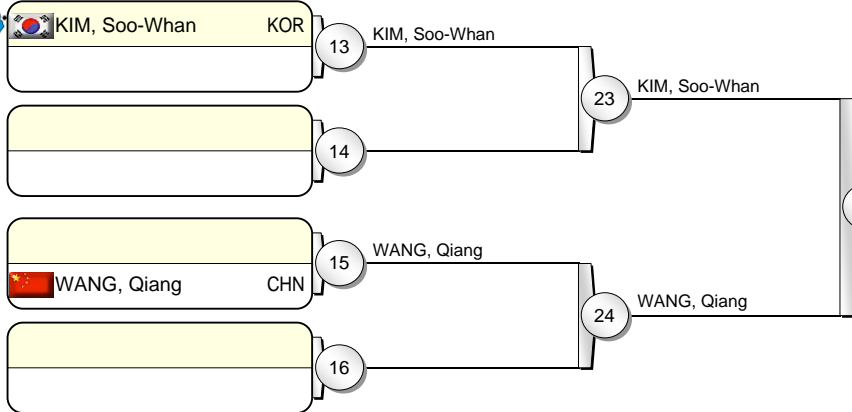 KIM, Soo-Whan KOR
13
KIM, Soo-Whan
23
KIM, Soo-Whan
14
15
WANG, Qiang
WANG, Qiang CHN
24
WANG, Qiang
16